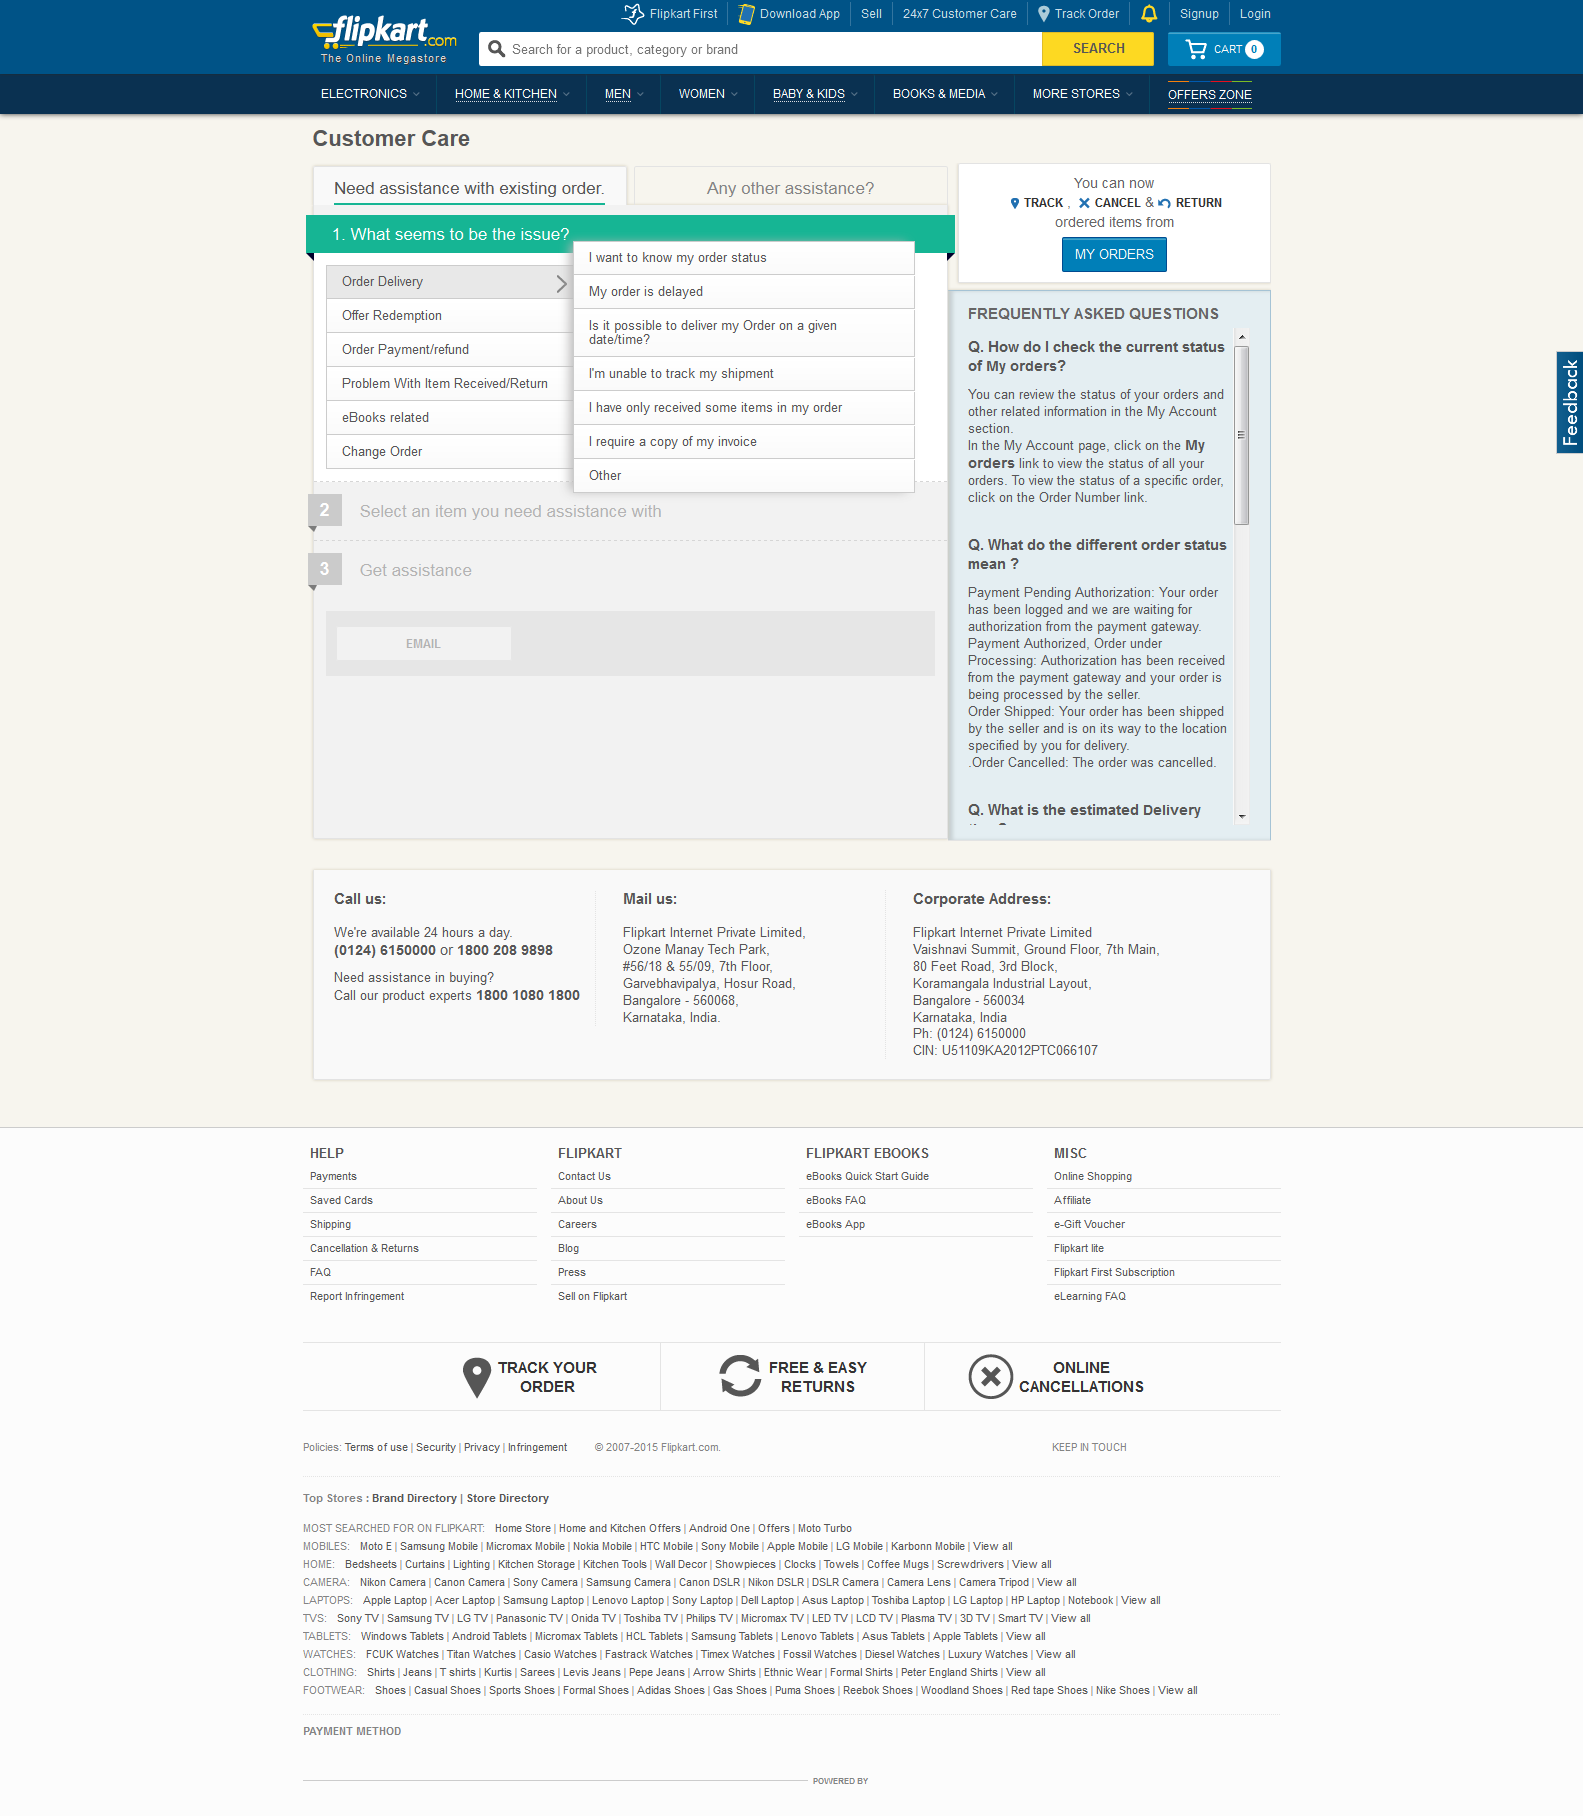 Flipkart First
Download App
Sell
24x7 Customer Care
Track Order
Signup
Login
flipkart.com
The Online Megastore
Search for a product, category or brand
SEARCH
CART 0
ELECTRONICS
HOME & KITCHEN
MEN
WOMEN
BABY & KIDS
BOOKS & MEDIA
MORE STORES
OFFERS ZONE
Customer Care
Need assistance with existing order.
Any other assistance?
1. What seems to be the issue?
Order Delivery
Offer Redemption
Order Payment/refund
Problem With Item Received/Return
eBooks related
Change Order
I want to know my order status
My order is delayed
Is it possible to deliver my Order on a given
date/time?
I'm unable to track my shipment
I have only received some items in my order
I require a copy of my invoice
Other
2 Select an item you need assistance with
3 Get assistance
EMAIL
You can now
TRACK , CANCEL & RETURN
ordered items from
MY ORDERS
FREQUENTLY ASKED QUESTIONS
Q. How do I check the current status
of My orders?
You can review the status of your orders and
other related information in the My Account
section.
In the My Account page, click on the My
orders link to view the status of all your
orders. To view the status of a specific order,
click on the Order Number link.
Q. What do the different order status
mean ?
Payment Pending Authorization: Your order
has been logged and we are waiting for
authorization from the payment gateway.
Payment Authorized, Order under
Processing: Authorization has been received
from the payment gateway and your order is
being processed by the seller.
Order Shipped: Your order has been shipped
by the seller and is on its way to the location
specified by you for delivery.
.Order Cancelled: The order was cancelled.
Q. What is the estimated Delivery
Feedback
Call us:
We're available 24 hours a day.
(0124) 6150000 or 1800 208 9898
Need assistance in buying?
Call our product experts 1800 1080 1800
Mail us:
Flipkart Internet Private Limited,
Ozone Manay Tech Park,
#56/18 & 55/09, 7th Floor,
Garvebhavipalya, Hosur Road,
Bangalore - 560068,
Karnataka, India.
Corporate Address:
Flipkart Internet Private Limited
Vaishnavi Summit, Ground Floor, 7th Main,
80 Feet Road, 3rd Block,
Koramangala Industrial Layout,
Bangalore - 560034
Karnataka, India
Ph: (0124) 6150000
CIN: U51109KA2012PTC066107
HELP
Payments
Saved Cards
Shipping
Cancellation & Returns
FAQ
Report Infringement
FLIPKART
Contact Us
About Us
Careers
Blog
Press
Sell on Flipkart
FLIPKART EBOOKS
eBooks Quick Start Guide
eBooks FAQ
eBooks App
MISC
Online Shopping
Affiliate
e-Gift Voucher
Flipkart lite
Flipkart First Subscription
eLearning FAQ
TRACK YOUR
ORDER
FREE & EASY
RETURNS
ONLINE
CANCELLATIONS
Policies: Terms of use | Security | Privacy | Infringement
© 2007-2015 Flipkart.com.
KEEP IN TOUCH
Top Stores : Brand Directory | Store Directory
MOST SEARCHED FOR ON FLIPKART: Home Store | Home and Kitchen Offers | Android One | Offers | Moto Turbo
MOBILES: Moto E | Samsung Mobile | Micromax Mobile | Nokia Mobile | HTC Mobile | Sony Mobile | Apple Mobile | LG Mobile | Karbonn Mobile | View all
HOME: Bedsheets | Curtains | Lighting | Kitchen Storage | Kitchen Tools | Wall Decor | Showpieces | Clocks | Towels | Coffee Mugs | Screwdrivers | View all
CAMERA: Nikon Camera | Canon Camera | Sony Camera | Samsung Camera | Canon DSLR | Nikon DSLR | DSLR Camera | Camera Lens | Camera Tripod | View all
LAPTOPS: Apple Laptop | Acer Laptop | Samsung Laptop | Lenovo Laptop | Sony Laptop | Dell Laptop | Asus Laptop | Toshiba Laptop | LG Laptop | HP Laptop | Notebook | View all
TVS: Sony TV | Samsung TV | LG TV | Panasonic TV | Onida TV | Toshiba TV | Philips TV | Micromax TV | LED TV | LCD TV | Plasma TV | 3D TV | Smart TV | View all
TABLETS: Windows Tablets | Android Tablets | Micromax Tablets | HCL Tablets | Samsung Tablets | Lenovo Tablets | Asus Tablets | Apple Tablets | View all
WATCHES: FCUK Watches | Titan Watches | Casio Watches | Fastrack Watches | Timex Watches | Fossil Watches | Diesel Watches | Luxury Watches | View all
CLOTHING: Shirts | Jeans | T shirts | Kurtis | Sarees | Levis Jeans | Pepe Jeans | Arrow Shirts | Ethnic Wear | Formal Shirts | Peter England Shirts | View all
FOOTWEAR: Shoes | Casual Shoes | Sports Shoes | Formal Shoes | Adidas Shoes | Gas Shoes | Puma Shoes | Reebok Shoes | Woodland Shoes | Red tape Shoes | Nike Shoes | View all
PAYMENT METHOD
POWERED BY